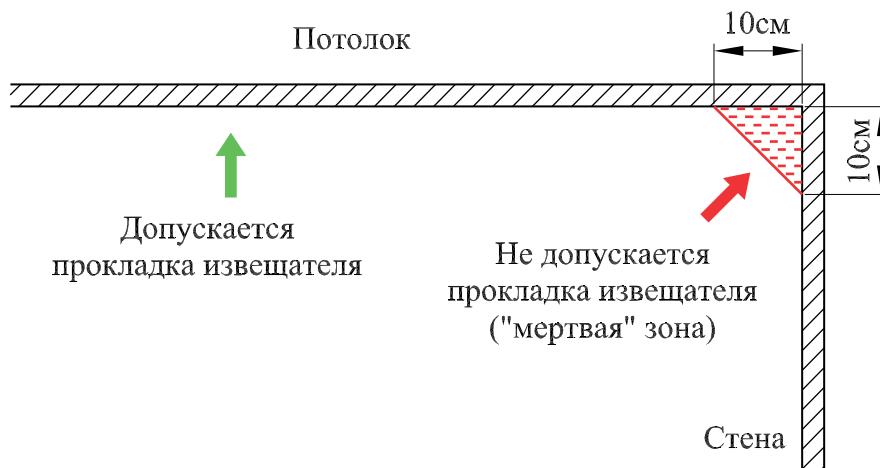 Потолок
10см
10см
Допускается
прокладка извещателя
Не допускается
прокладка извещателя
("мертвая" зона)
Стена